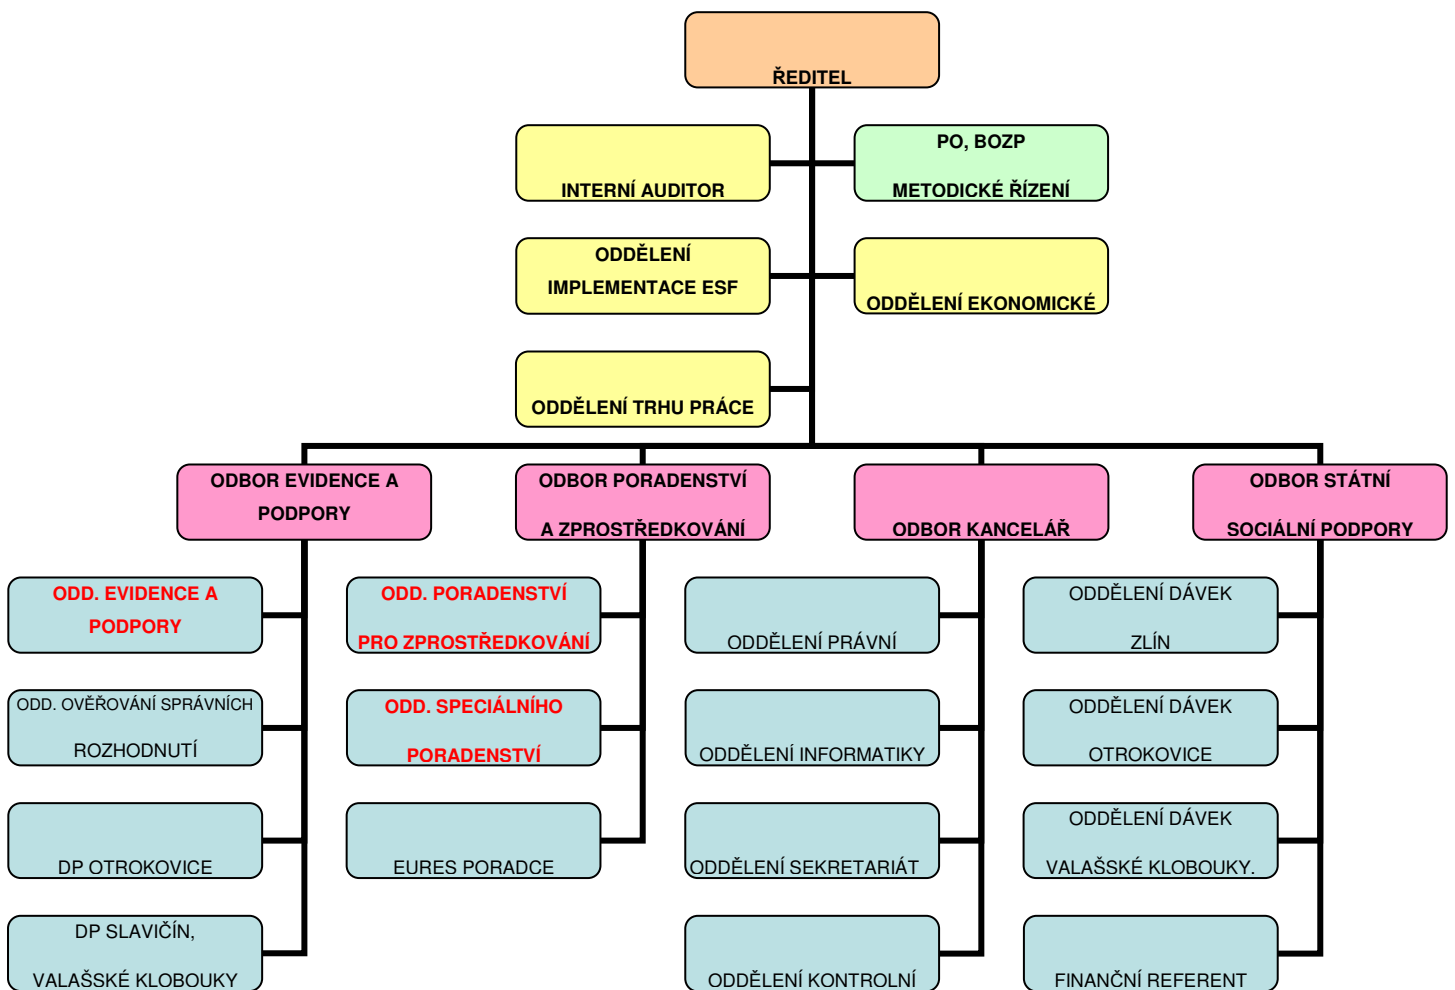 ŘEDITEL
INTERNÍ AUDITOR
PO, BOZP
METODICKÉ ŘÍZENÍ
ODDĚLENÍ
IMPLEMENTACE ESF
ODDĚLENÍ EKONOMICKÉ
ODDĚLENÍ TRHU PRÁCE
ODBOR EVIDENCE A
PODPORY
ODBOR PORADENSTVÍ
A ZPROSTŘEDKOVÁNÍ
ODBOR KANCELÁŘ
ODBOR STÁTNÍ
SOCIÁLNÍ PODPORY
ODD. EVIDENCE A
PODPORY
ODD. PORADENSTVÍ
PRO ZPROSTŘEDKOVÁNÍ
ODDĚLENÍ PRÁVNÍ
ODDĚLENÍ DÁVEK
ZLÍN
ODD. OVĚŘOVÁNÍ SPRÁVNÍCH
ROZHODNUTÍ
ODD. SPECIÁLNÍHO
PORADENSTVÍ
ODDĚLENÍ INFORMATIKY
ODDĚLENÍ DÁVEK
OTROKOVICE
DP OTROKOVICE
EURES PORADCE
ODDĚLENÍ SEKRETARIÁT
ODDĚLENÍ DÁVEK
VALAŠSKÉ KLOBOUKY.
DP SLAVIČÍN,
VALAŠSKÉ KLOBOUKY
ODDĚLENÍ KONTROLNÍ
FINANČNÍ REFERENT